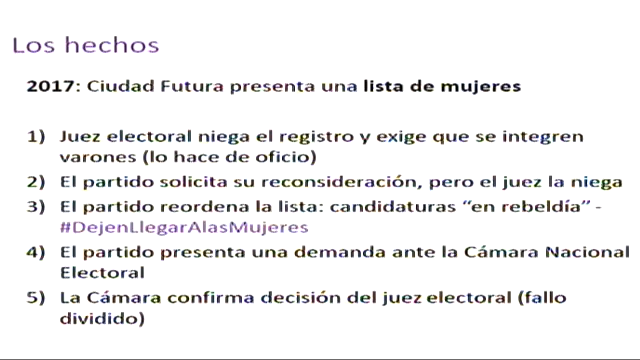 Los hechos
2017: Ciudad Futura presenta una lista de mujeres
1) Juez electoral niega el registro y exige que se integren
varones (lo hace de oficio)
2) El partido solicita su reconsideración, pero el juez la niega
3) El partido reordena la lista: candidaturas “en rebeldía” -
#DejenLlegarAlasMujeres
4) El partido presenta una demanda ante la Cámara Nacional
Electoral
5) La Cámara confirma decisión del juez electoral (fallo
dividido)